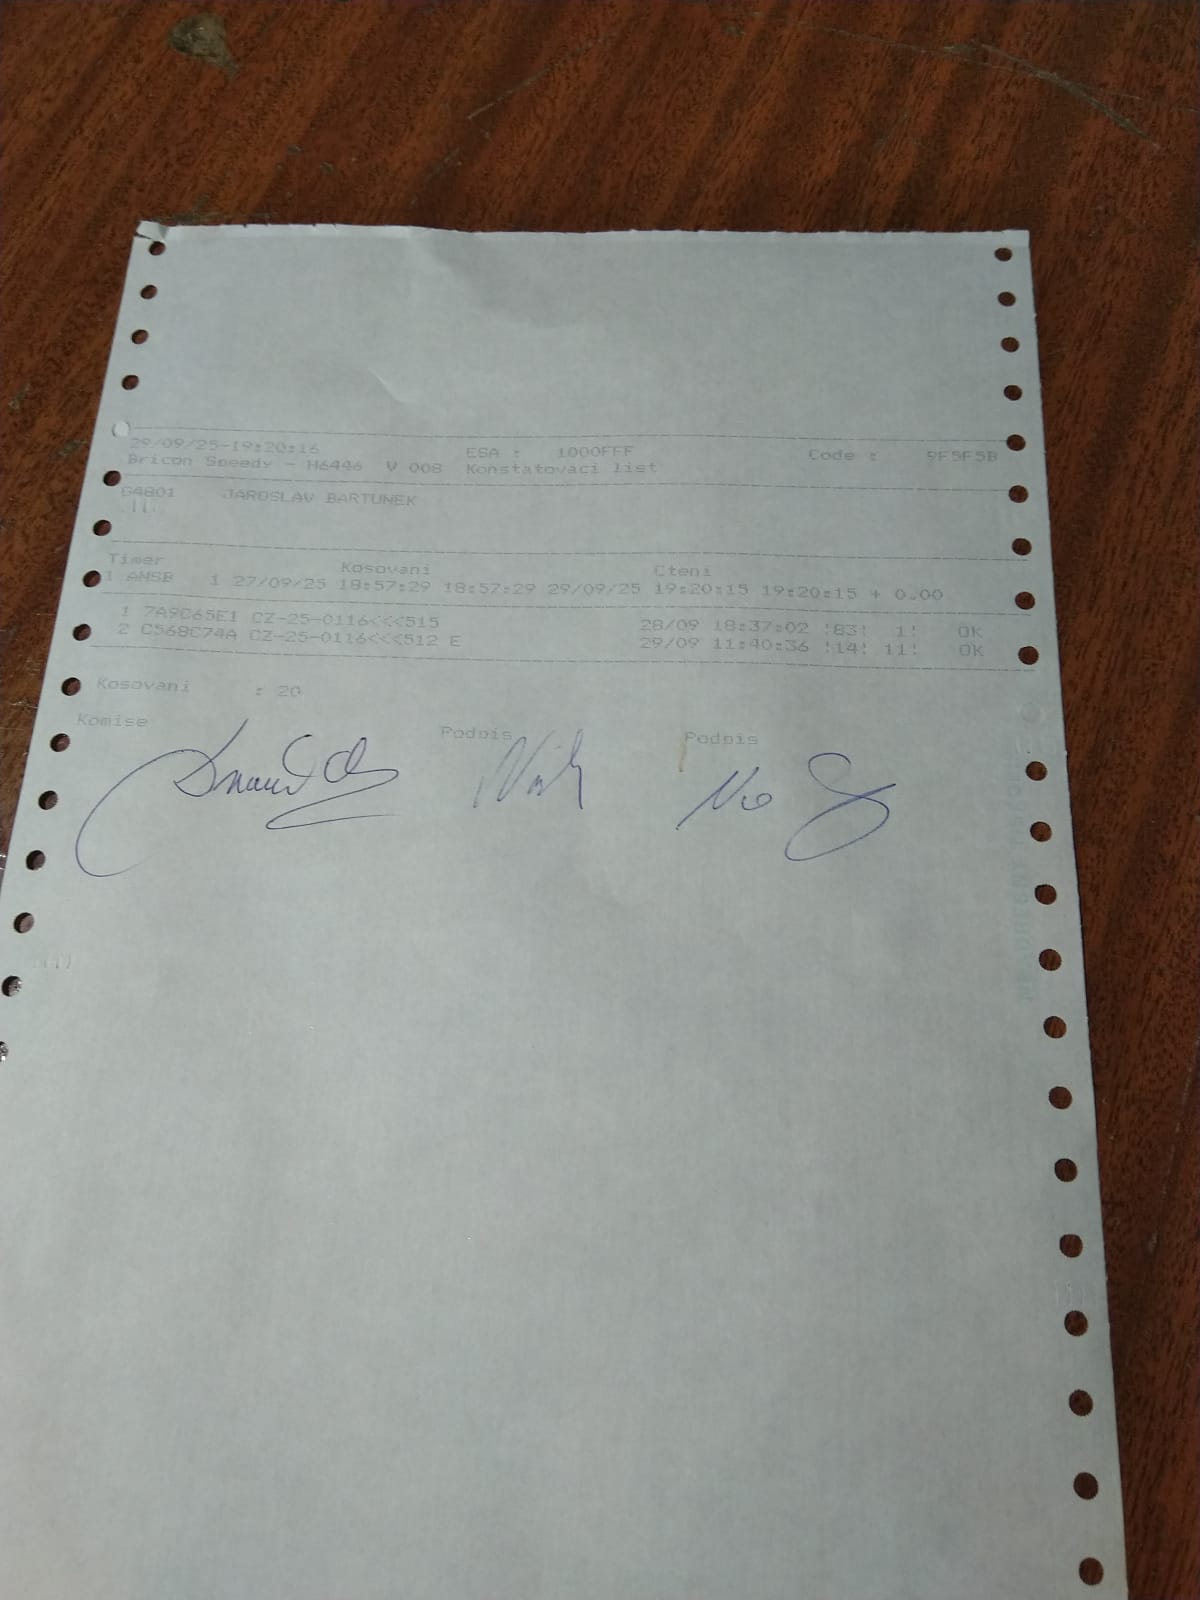 29/09/25-19:20:16 ESA : 1000FFF Code : 9F5F5B
Bricon Speedy - H6446 V 008 Konstatovaci list
64801 JAROSLAV BARTUNEK
Timer Kosovani Cteni
1 ANSB 1 27/09/25 18:57:29 18:57:29 29/09/25 19:20:15 19:20:15 + 0.00
1 7A9C65E1 CZ-25-0116<<<515 28/09 18:37:02 !83! 1! OK
2 C568C74A CZ-25-0116<<<512 E 29/09 11:40:36 !14! 11! OK
Kosovani : 20
Komise Podpis Podpis